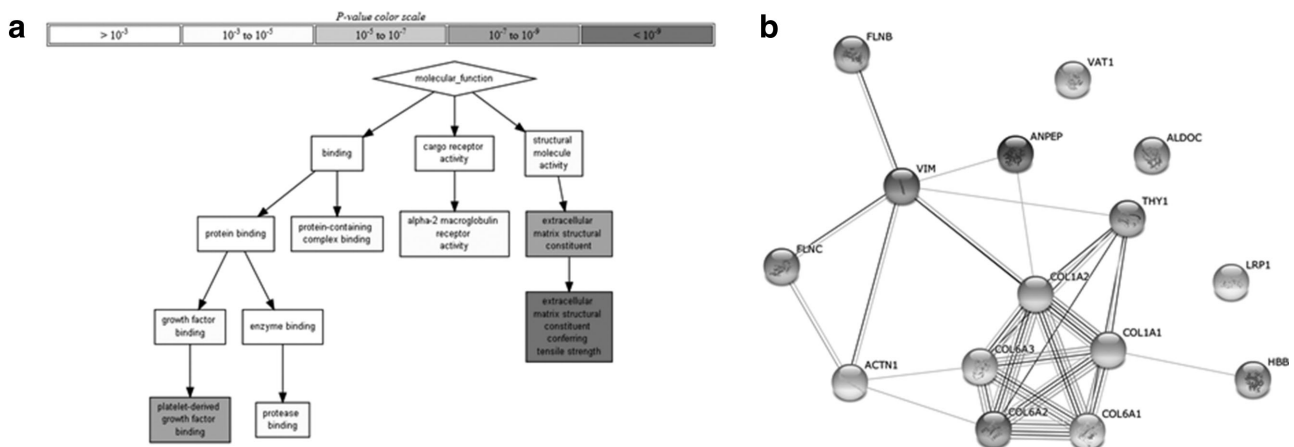 a
P-value color scale
> 10⁻³
10⁻³ to 10⁻⁵
10⁻⁵ to 10⁻⁷
10⁻⁷ to 10⁻⁹
< 10⁻⁹
molecular_function
binding
cargo receptor
activity
structural
molecule
activity
protein binding
protein-containing
complex binding
alpha-2 macroglobulin
receptor
activity
extracellular
matrix structural
constituent
growth factor
binding
enzyme binding
extracellular
matrix structural
constituent
conferring
tensile strength
platelet-derived
growth factor
binding
protease
binding
b
FLNB
VAT1
ANPEP
ALDOC
VIM
THY1
FLNC
LRP1
COL1A2
COL1A1
COL6A3
ACTN1
HBB
COL6A2
COL6A1